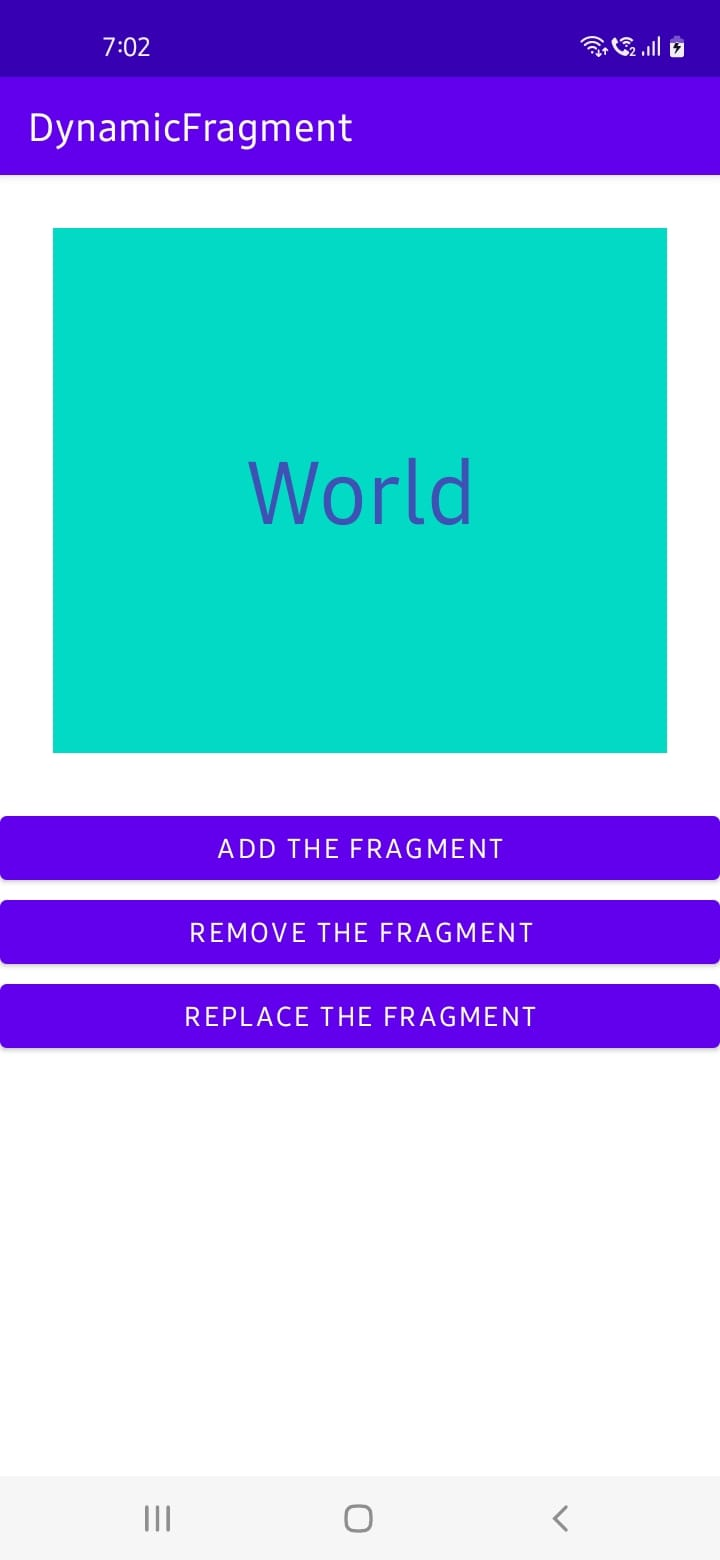 7:02
DynamicFragment
World
ADD THE FRAGMENT
REMOVE THE FRAGMENT
REPLACE THE FRAGMENT